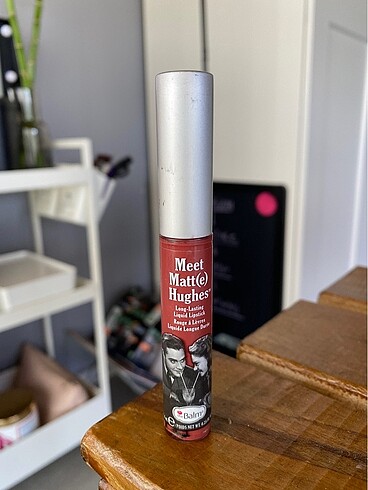 Meet
Matt(e)
Hughes®
Long-Lasting
Liquid Lipstick
Rouge à Lèvres
Liquide Longue Durée
theBalm